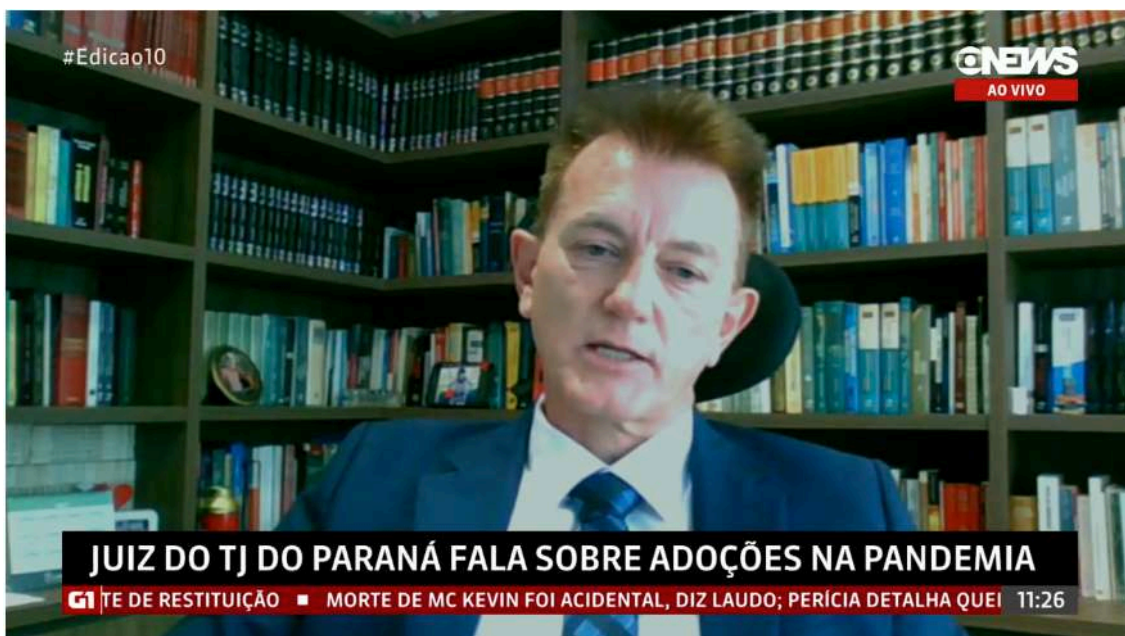 #Edicao10
GNEWS
AO VIVO
JUIZ DO TJ DO PARANÁ FALA SOBRE ADOÇÕES NA PANDEMIA
G1 TE DE RESTITUIÇÃO ■ MORTE DE MC KEVIN FOI ACIDENTAL, DIZ LAUDO; PERÍCIA DETALHA QUE 11:26